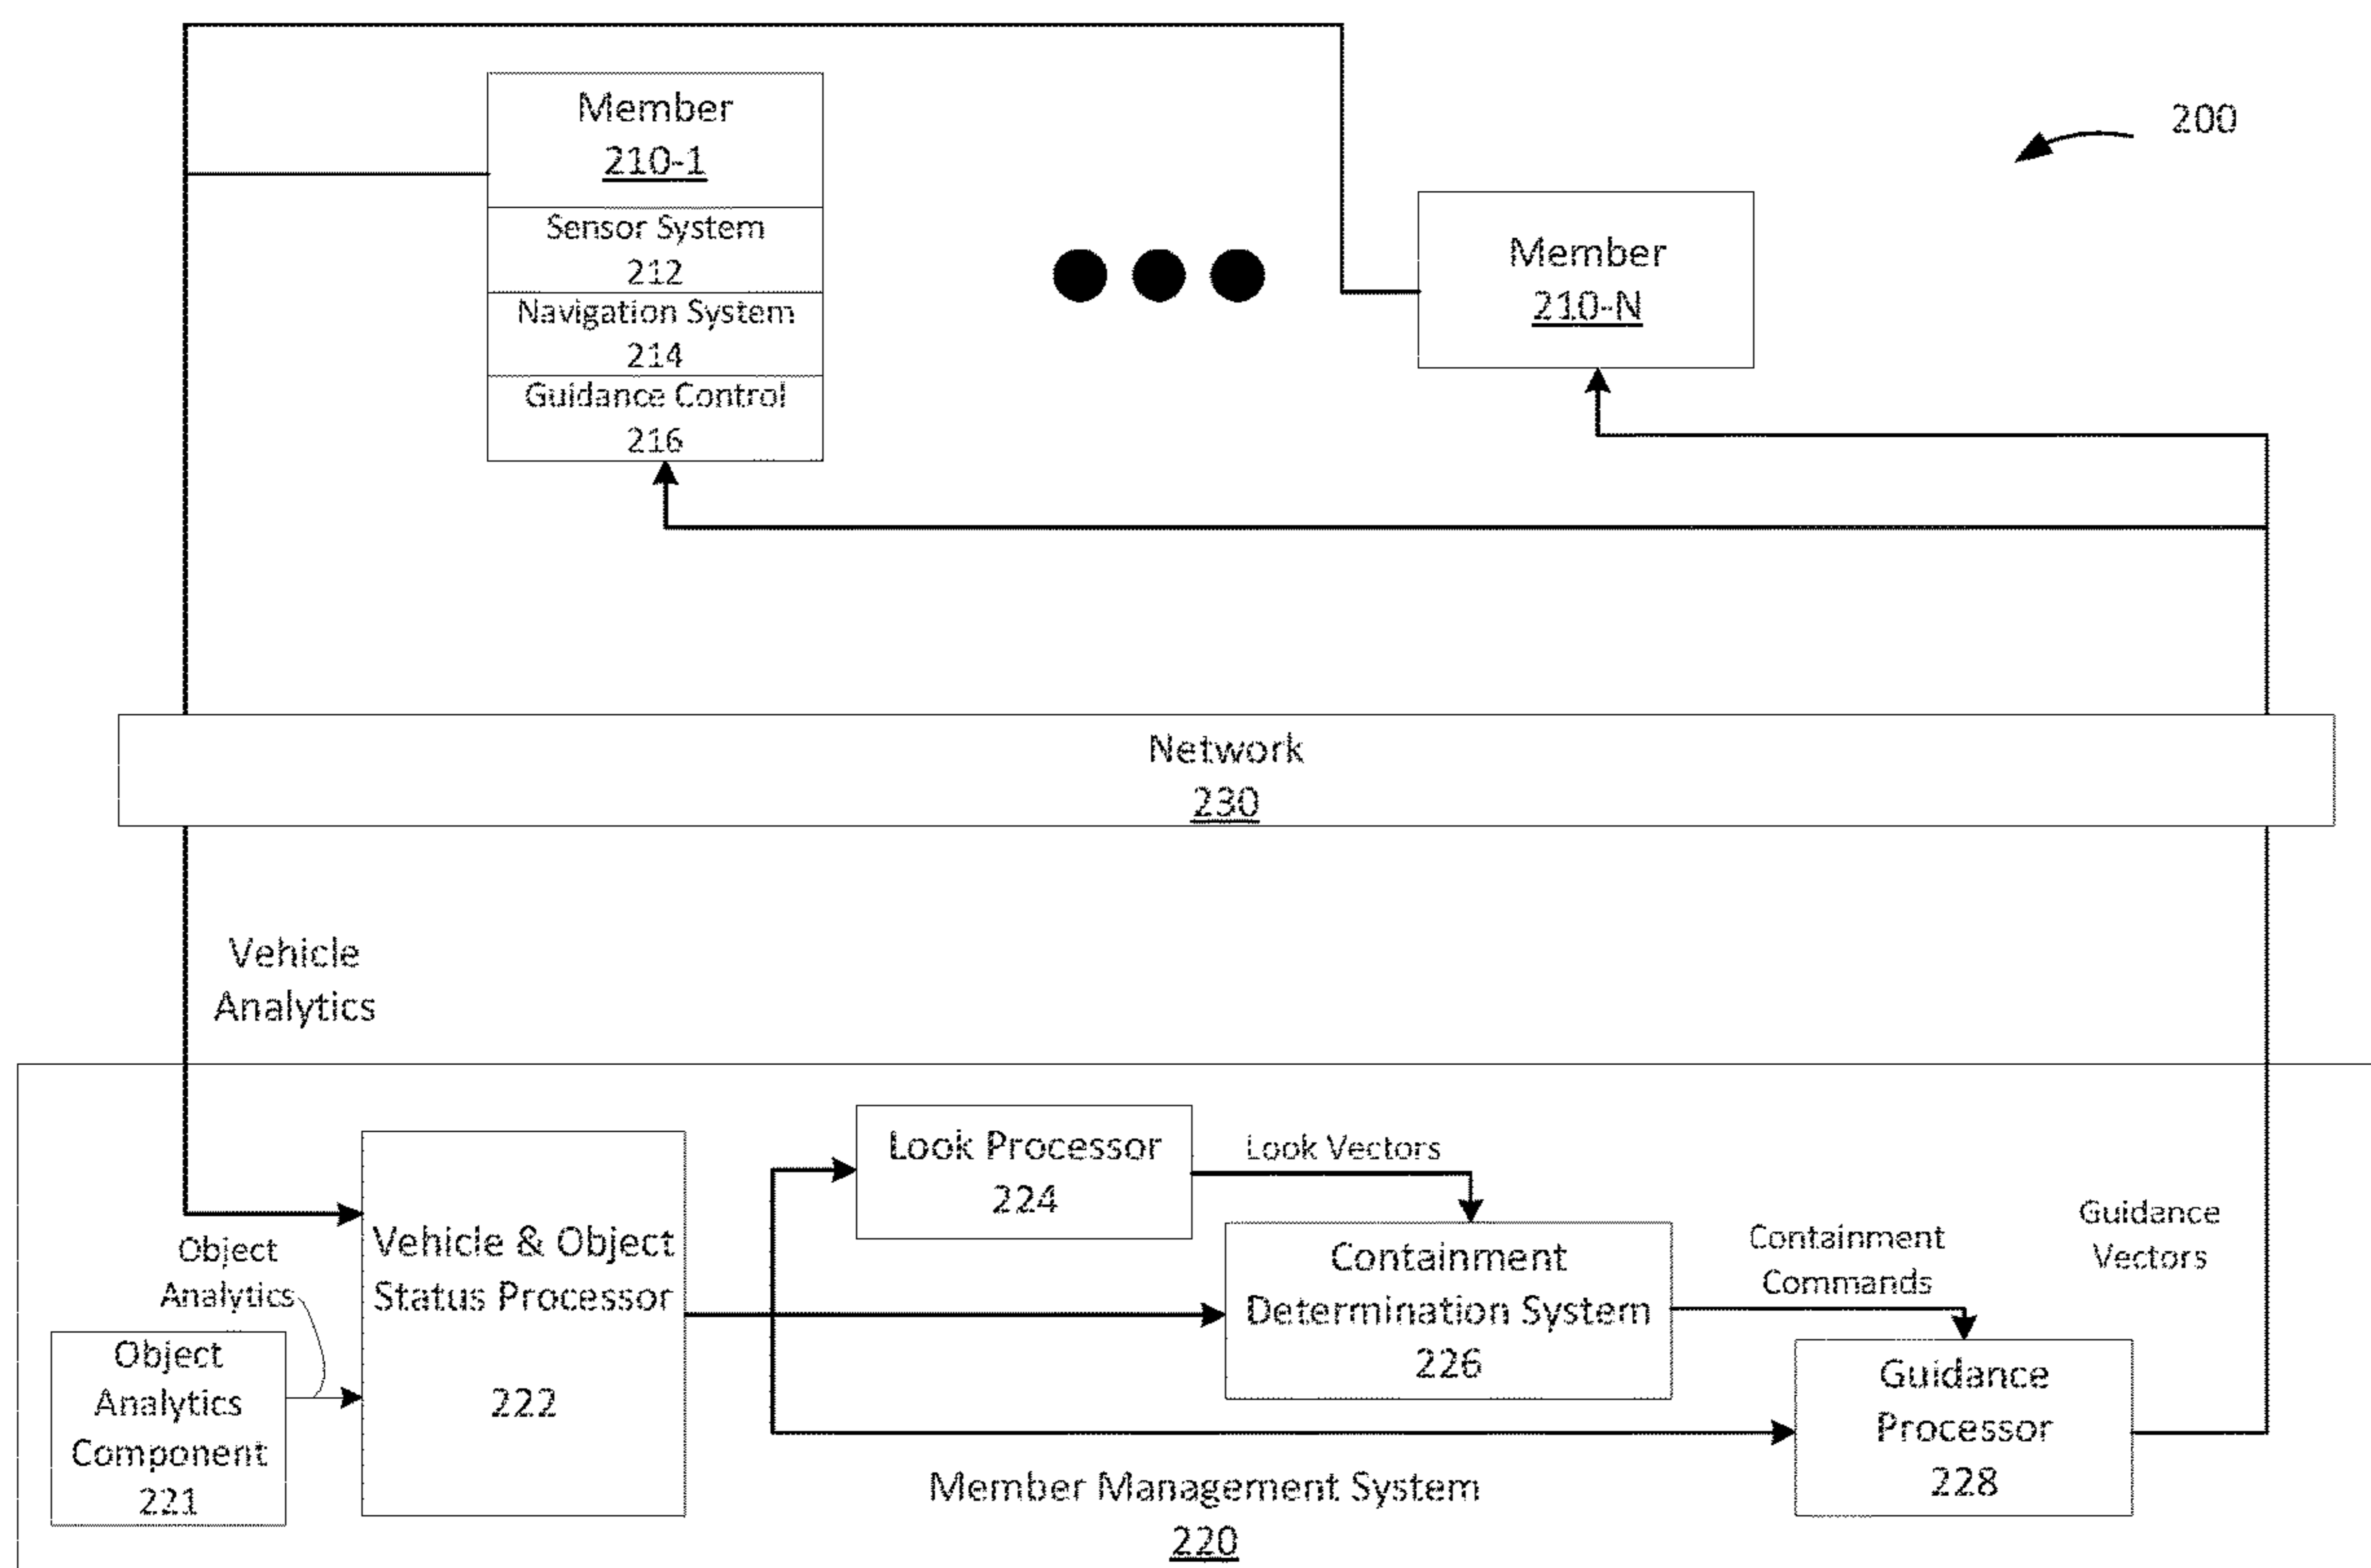 200
Member
210-1
Sensor System
212
Navigation System
214
Guidance Control
216
Member
210-N
Network
230
Vehicle
Analytics
Object
Analytics
Object
Analytics
Component
221
Vehicle & Object
Status Processor
222
Look Processor
224
Look Vectors
Containment
Determination System
226
Containment
Commands
Guidance
Vectors
Guidance
Processor
228
Member Management System
220